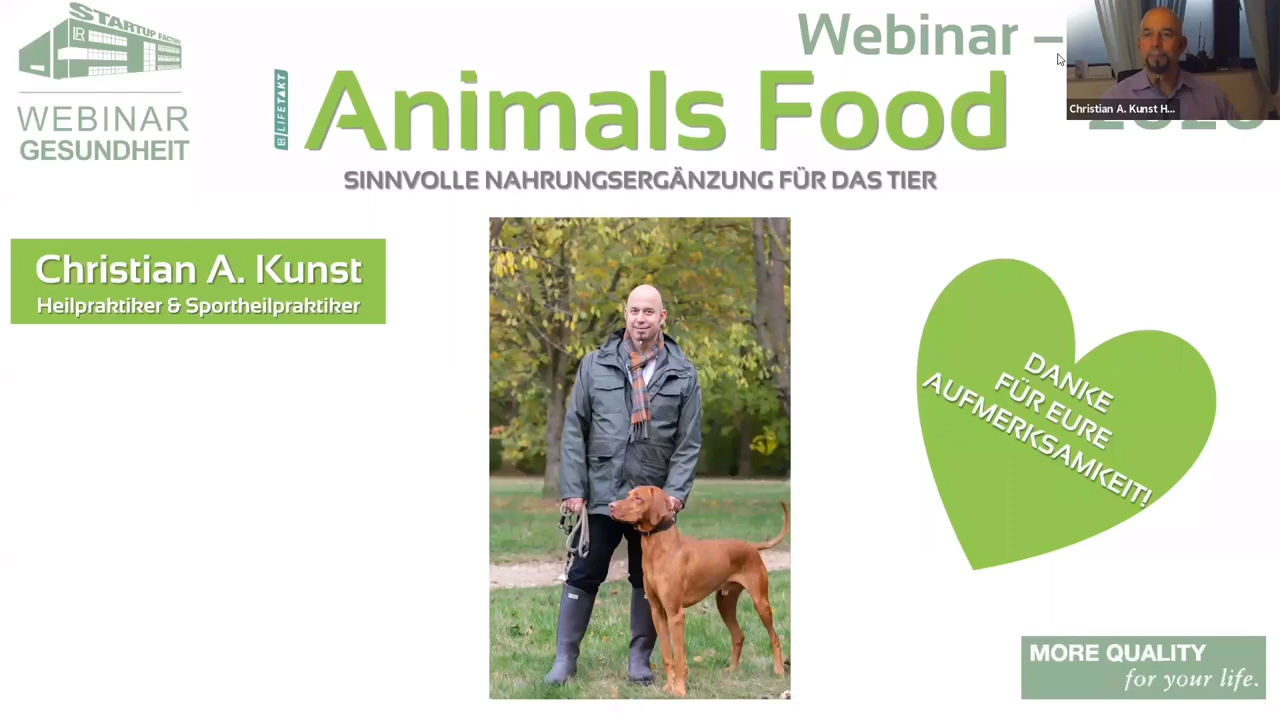 STARTUP FACTORY
LR
WEBINAR
GESUNDHEIT
Webinar –
LR LIFETAKT
Animals Food
SINNVOLLE NAHRUNGSERGÄNZUNG FÜR DAS TIER
Christian A. Kunst H...
Christian A. Kunst
Heilpraktiker & Sportheilpraktiker
DANKE
FÜR EURE
AUFMERKSAMKEIT!
MORE QUALITY
for your life.